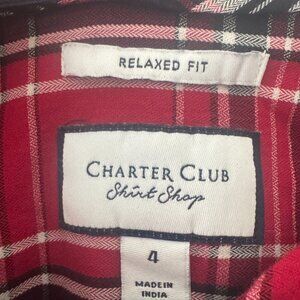 RELAXED FIT
CHARTER CLUB
Shirt Shop
4
MADE IN
INDIA